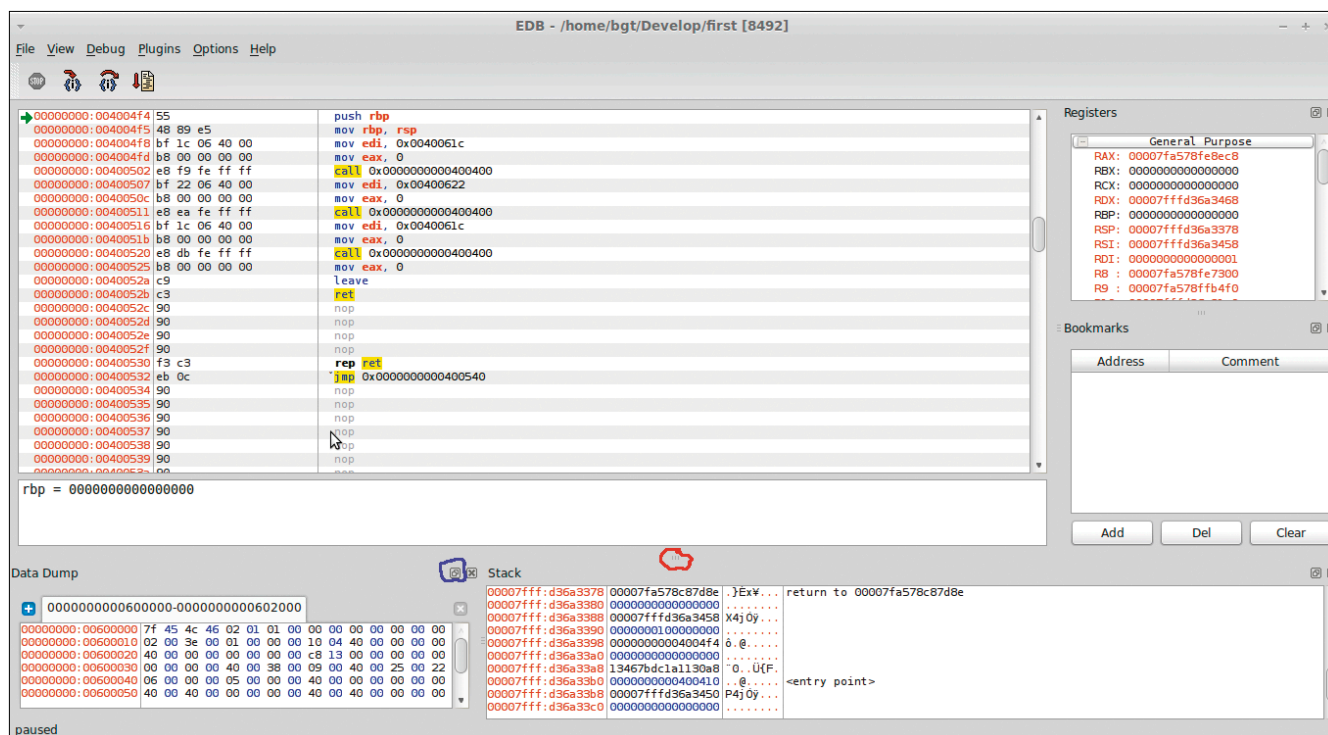 EDB - /home/bgt/Develop/first [8492]
File View Debug Plugins Options Help
STOP
00000000:004004f4 55 push rbp
00000000:004004f5 48 89 e5 mov rbp, rsp
00000000:004004f8 bf 1c 06 40 00 mov edi, 0x0040061c
00000000:004004fd b8 00 00 00 00 mov eax, 0
00000000:00400502 e8 f9 fe ff ff call 0x0000000000400400
00000000:00400507 bf 22 06 40 00 mov edi, 0x00400622
00000000:0040050c b8 00 00 00 00 mov eax, 0
00000000:00400511 e8 ea fe ff ff call 0x0000000000400400
00000000:00400516 bf 1c 06 40 00 mov edi, 0x0040061c
00000000:0040051b b8 00 00 00 00 mov eax, 0
00000000:00400520 e8 db fe ff ff call 0x0000000000400400
00000000:00400525 b8 00 00 00 00 mov eax, 0
00000000:0040052a c9 leave
00000000:0040052b c3 ret
00000000:0040052c 90 nop
00000000:0040052d 90 nop
00000000:0040052e 90 nop
00000000:0040052f 90 nop
00000000:00400530 f3 c3 rep ret
00000000:00400532 eb 0c jmp 0x0000000000400540
00000000:00400534 90 nop
00000000:00400535 90 nop
00000000:00400536 90 nop
00000000:00400537 90 nop
00000000:00400538 90 nop
00000000:00400539 90 nop
Registers
General Purpose
RAX: 00007fa578fe8ec8
RBX: 0000000000000000
RCX: 0000000000000000
RDX: 00007fffd36a3468
RBP: 0000000000000000
RSP: 00007fffd36a3378
RSI: 00007fffd36a3458
RDI: 0000000000000001
R8 : 00007fa578fe7300
R9 : 00007fa578ffb4f0
Bookmarks
Address Comment
Add Del Clear
rbp = 0000000000000000
Data Dump
0000000000600000-0000000000602000
00000000:00600000 7f 45 4c 46 02 01 01 00 00 00 00 00 00 00 00 00
00000000:00600010 02 00 3e 00 01 00 00 00 10 04 40 00 00 00 00 00
00000000:00600020 40 00 00 00 00 00 00 00 c8 13 00 00 00 00 00 00
00000000:00600030 00 00 00 00 40 00 38 00 09 00 40 00 25 00 22
00000000:00600040 06 00 00 00 05 00 00 00 40 00 00 00 00 00 00 00
00000000:00600050 40 00 40 00 00 00 00 00 40 00 40 00 00 00 00 00
Stack
00007fff:d36a3378 00007fa578c87d8e .}Èx¥... return to 00007fa578c87d8e
00007fff:d36a3380 0000000000000000 ........
00007fff:d36a3388 00007fffd36a3458 X4jÓÿ...
00007fff:d36a3390 0000000100000000 ........
00007fff:d36a3398 00000000004004f4 ô.@.....
00007fff:d36a33a0 0000000000000000 ........
00007fff:d36a33a8 13467bdc1a1130a8 ¨0..Ü{F.
00007fff:d36a33b0 0000000000400410 ..@..... <entry point>
00007fff:d36a33b8 00007fffd36a3450 P4jÓÿ...
00007fff:d36a33c0 0000000000000000 ........
paused